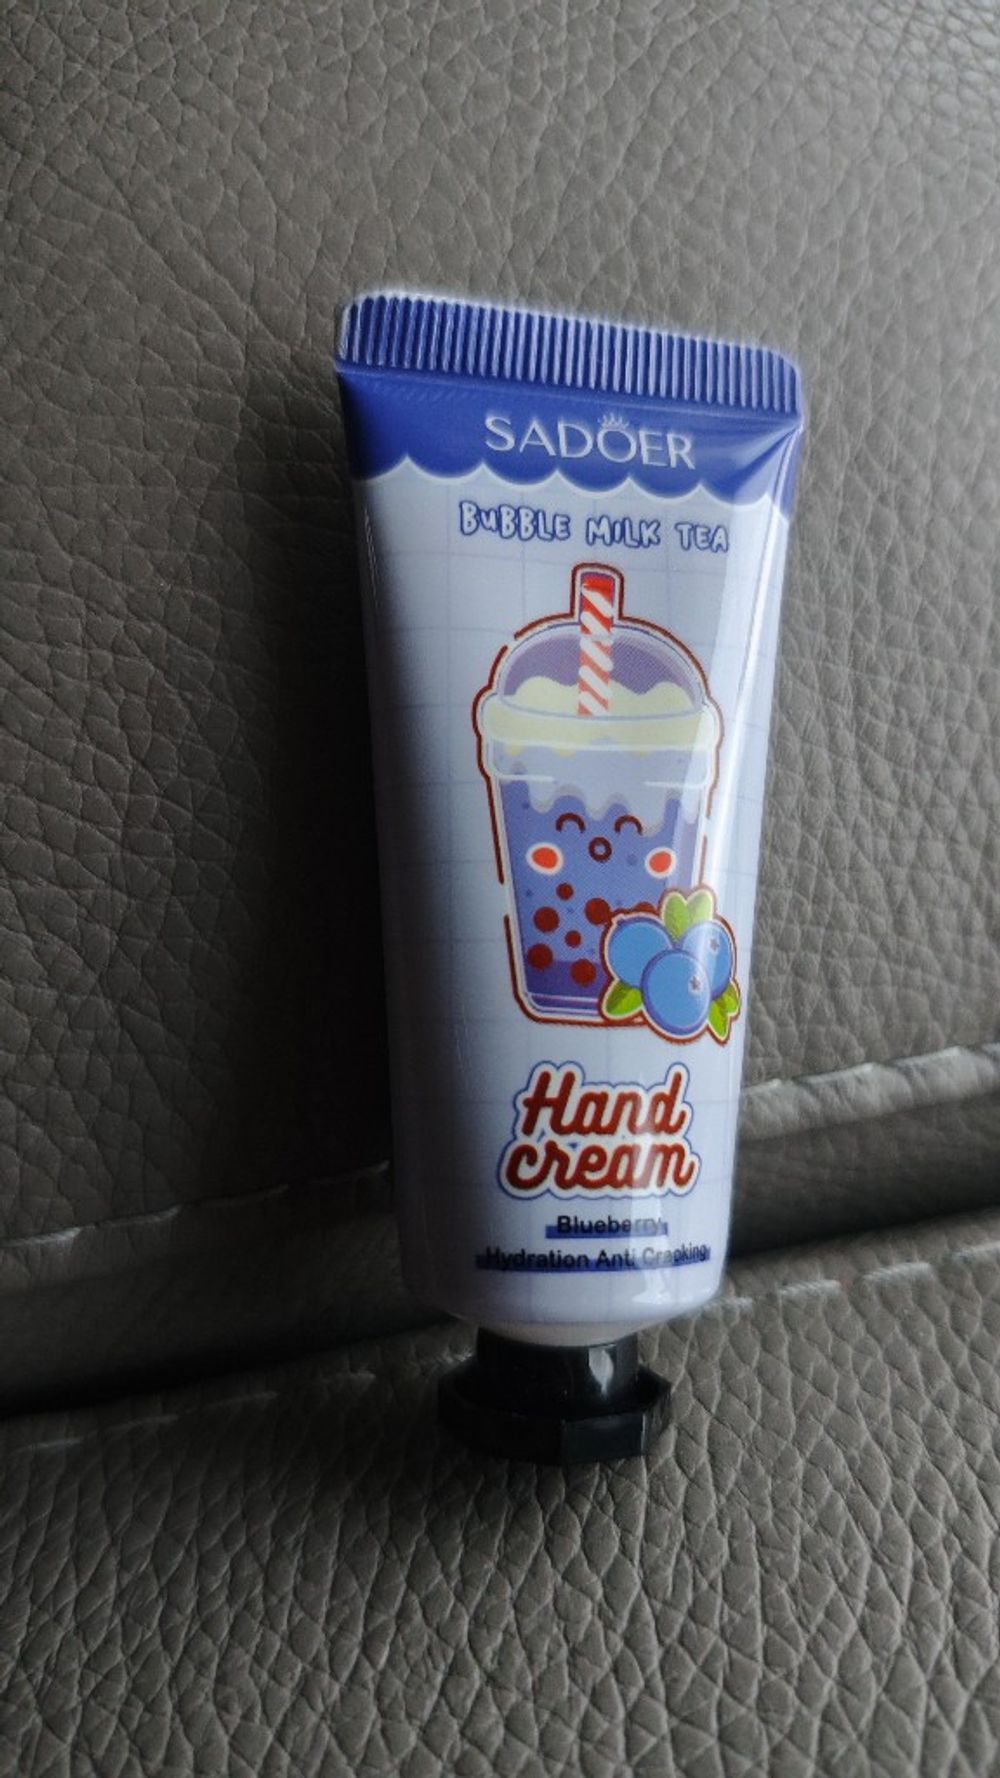 SADOER
BUBBLE MILK TEA
Hand
cream
Blueberry
Hydration Anti Cracking